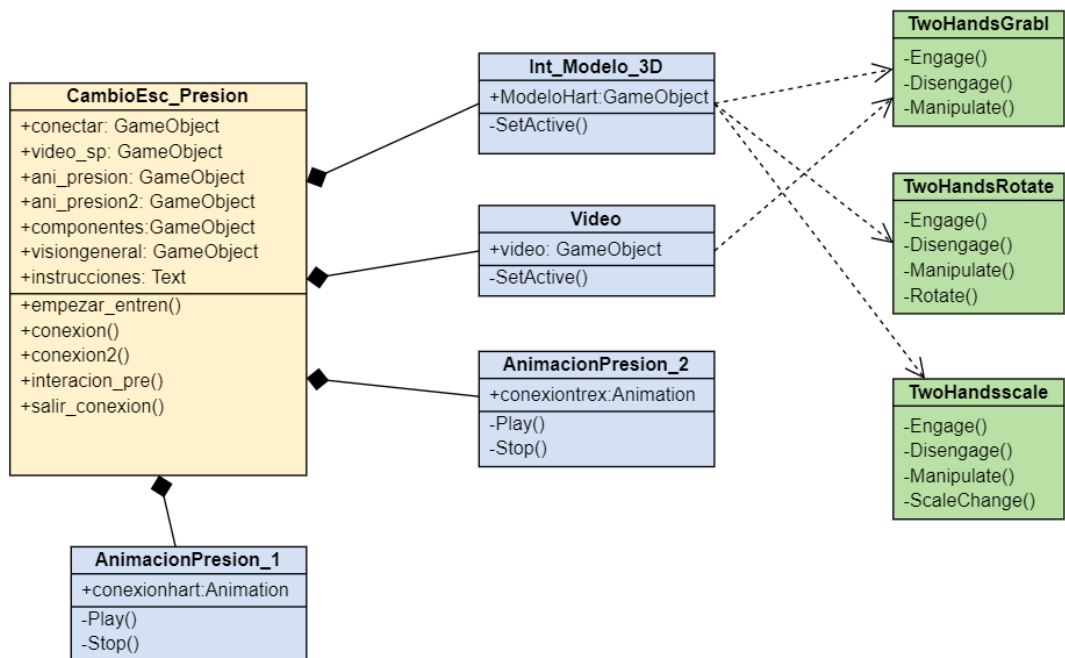 CambioEsc_Presion
+conectar: GameObject
+video_sp: GameObject
+ani_presion: GameObject
+ani_presion2: GameObject
+componentes:GameObject
+visiongeneral: GameObject
+instrucciones: Text
+empezar_entren()
+conexion()
+conexion2()
+interacion_pre()
+salir_conexion()
AnimacionPresion_1
+conexionhart:Animation
-Play()
-Stop()
Int_Modelo_3D
+ModeloHart:GameObject
-SetActive()
Video
+video: GameObject
-SetActive()
AnimacionPresion_2
+conexiontrex:Animation
-Play()
-Stop()
TwoHandsGrabl
-Engage()
-Disengage()
-Manipulate()
TwoHandsRotate
-Engage()
-Disengage()
-Manipulate()
-Rotate()
TwoHandsscale
-Engage()
-Disengage()
-Manipulate()
-ScaleChange()